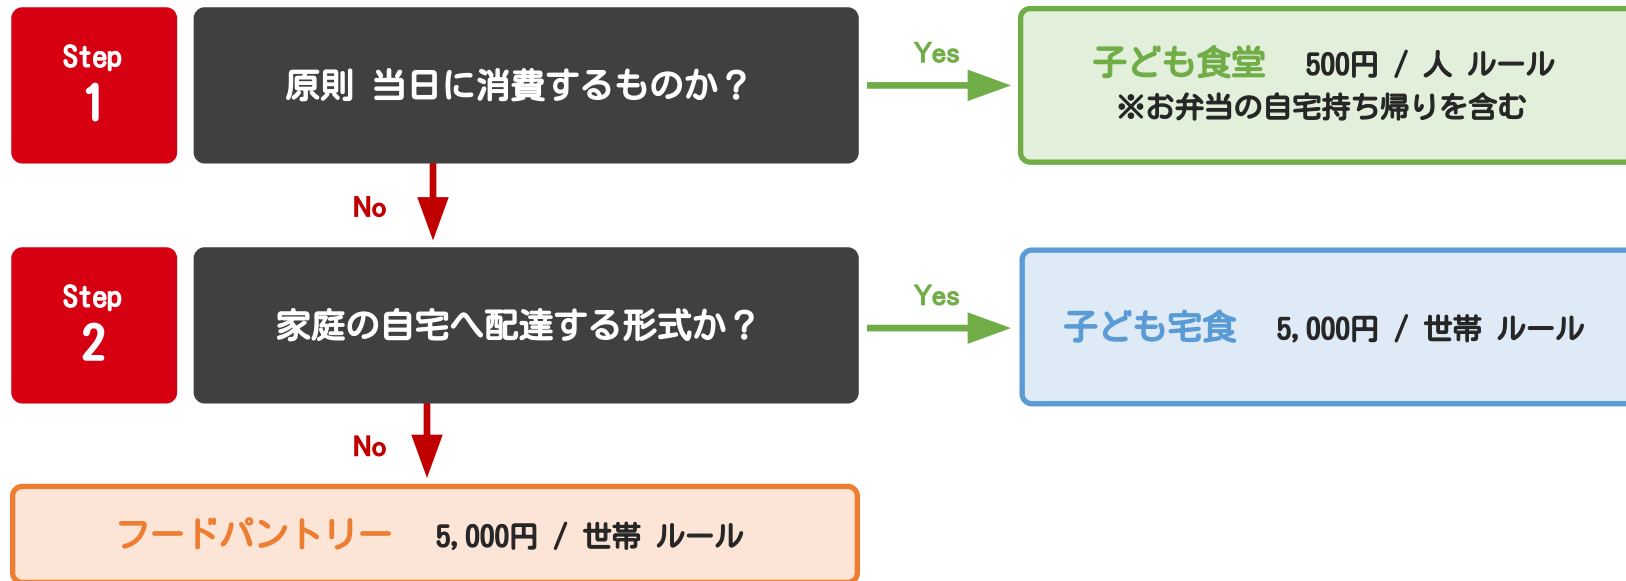 Step
1
原則 当日に消費するものか？
Yes
子ども食堂 500円 / 人 ルール
※お弁当の自宅持ち帰りを含む
No
Step
2
家庭の自宅へ配達する形式か？
Yes
子ども宅食 5,000円 / 世帯 ルール
No
フードパントリー 5,000円 / 世帯 ルール